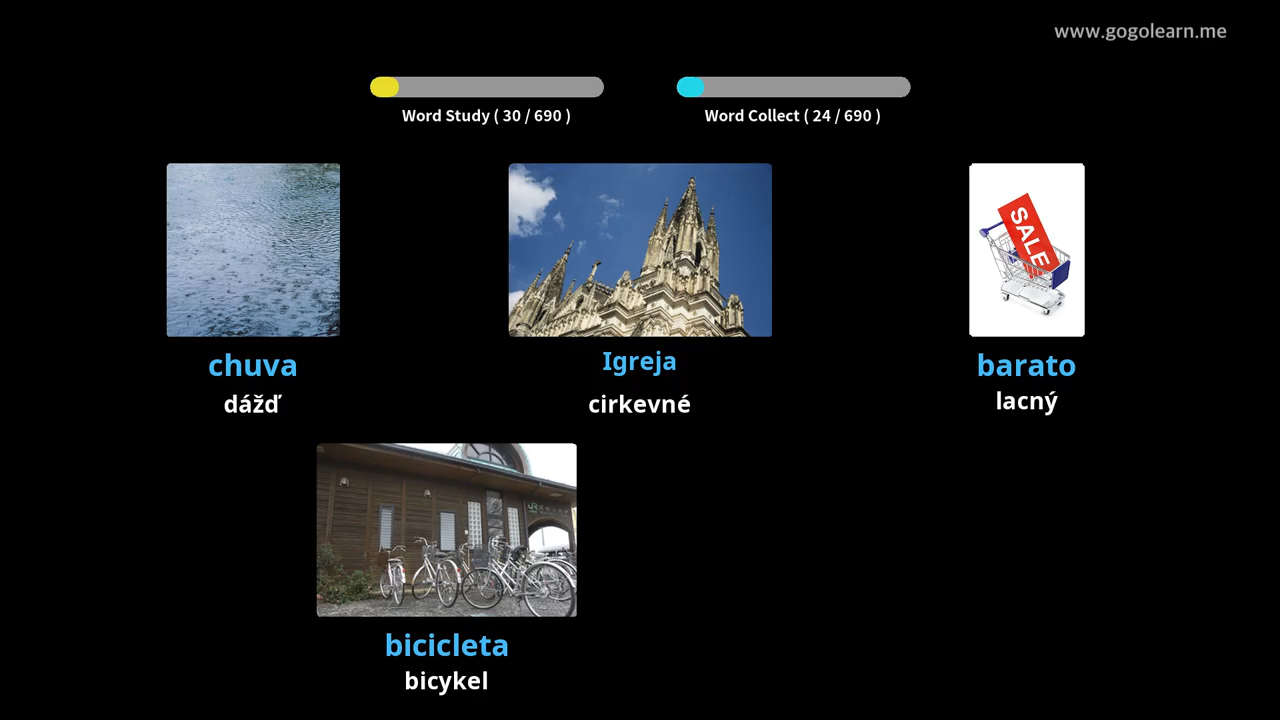 www.gogolearn.me
Word Study ( 30 / 690 )
Word Collect ( 24 / 690 )
SALE
chuva
dážď
Igreja
cirkevné
barato
lacný
JR
bicicleta
bicykel